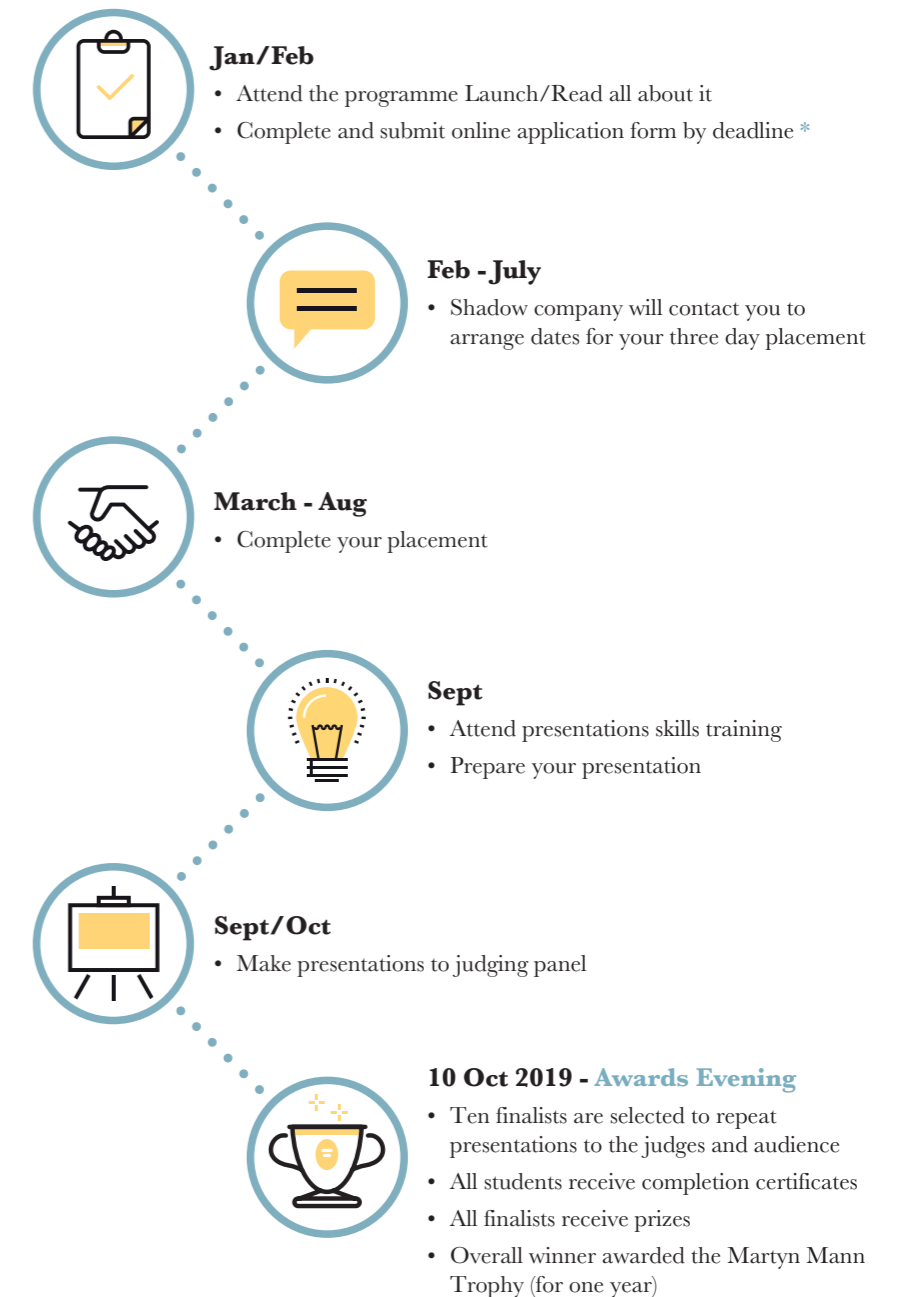 Jan/Feb
• Attend the programme Launch/Read all about it
• Complete and submit online application form by deadline *
Feb - July
• Shadow company will contact you to
arrange dates for your three day placement
March - Aug
• Complete your placement
Sept
• Attend presentations skills training
• Prepare your presentation
Sept/Oct
• Make presentations to judging panel
10 Oct 2019 - Awards Evening
• Ten finalists are selected to repeat
presentations to the judges and audience
• All students receive completion certificates
• All finalists receive prizes
• Overall winner awarded the Martyn Mann
Trophy (for one year)